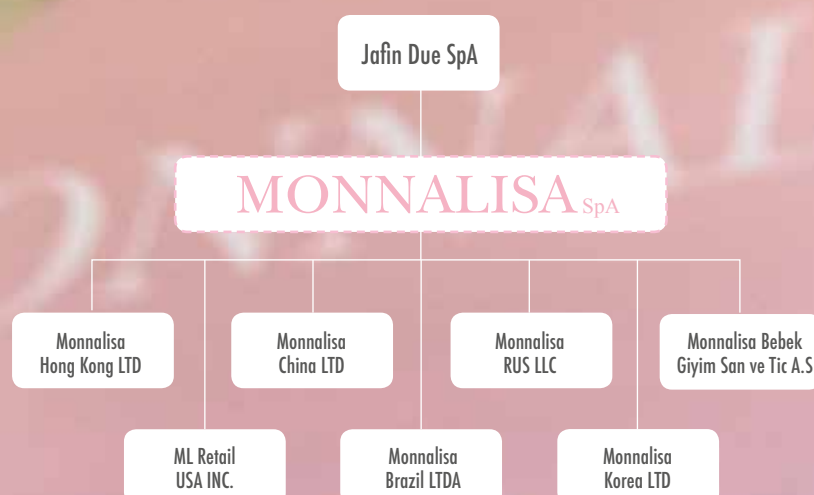 Jafin Due SpA
MONNALISA SpA
Monnalisa
Hong Kong LTD
Monnalisa
China LTD
Monnalisa
RUS LLC
Monnalisa Bebek
Giyim San ve Tic A.S
ML Retail
USA INC.
Monnalisa
Brazil LTDA
Monnalisa
Korea LTD